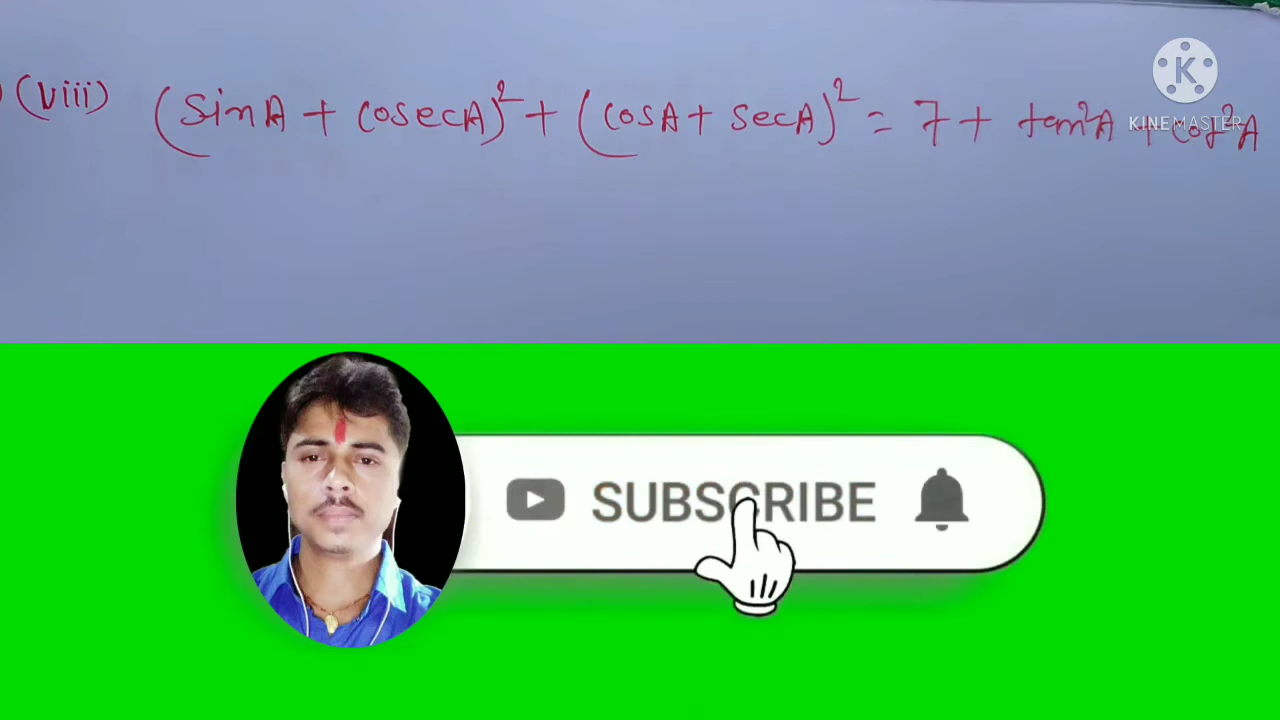 (viii) (sinA + cosecA)² + (cosA + secA)² = 7 + tan²A + cot²A
K
KINEMASTER
SUBSCRIBE